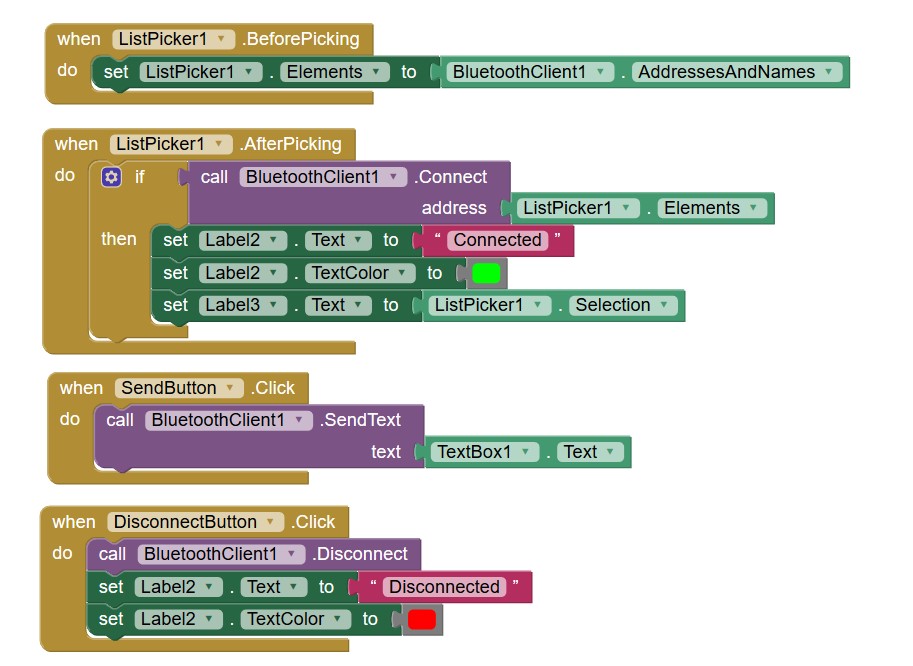 when ListPicker1 .BeforePicking
do set ListPicker1 . Elements to BluetoothClient1 . AddressesAndNames
when ListPicker1 .AfterPicking
do if call BluetoothClient1 .Connect
address ListPicker1 . Elements
then set Label2 . Text to “ Connected ”
set Label2 . TextColor to
set Label3 . Text to ListPicker1 . Selection
when SendButton .Click
do call BluetoothClient1 .SendText
text TextBox1 . Text
when DisconnectButton .Click
do call BluetoothClient1 .Disconnect
set Label2 . Text to “ Disconnected ”
set Label2 . TextColor to